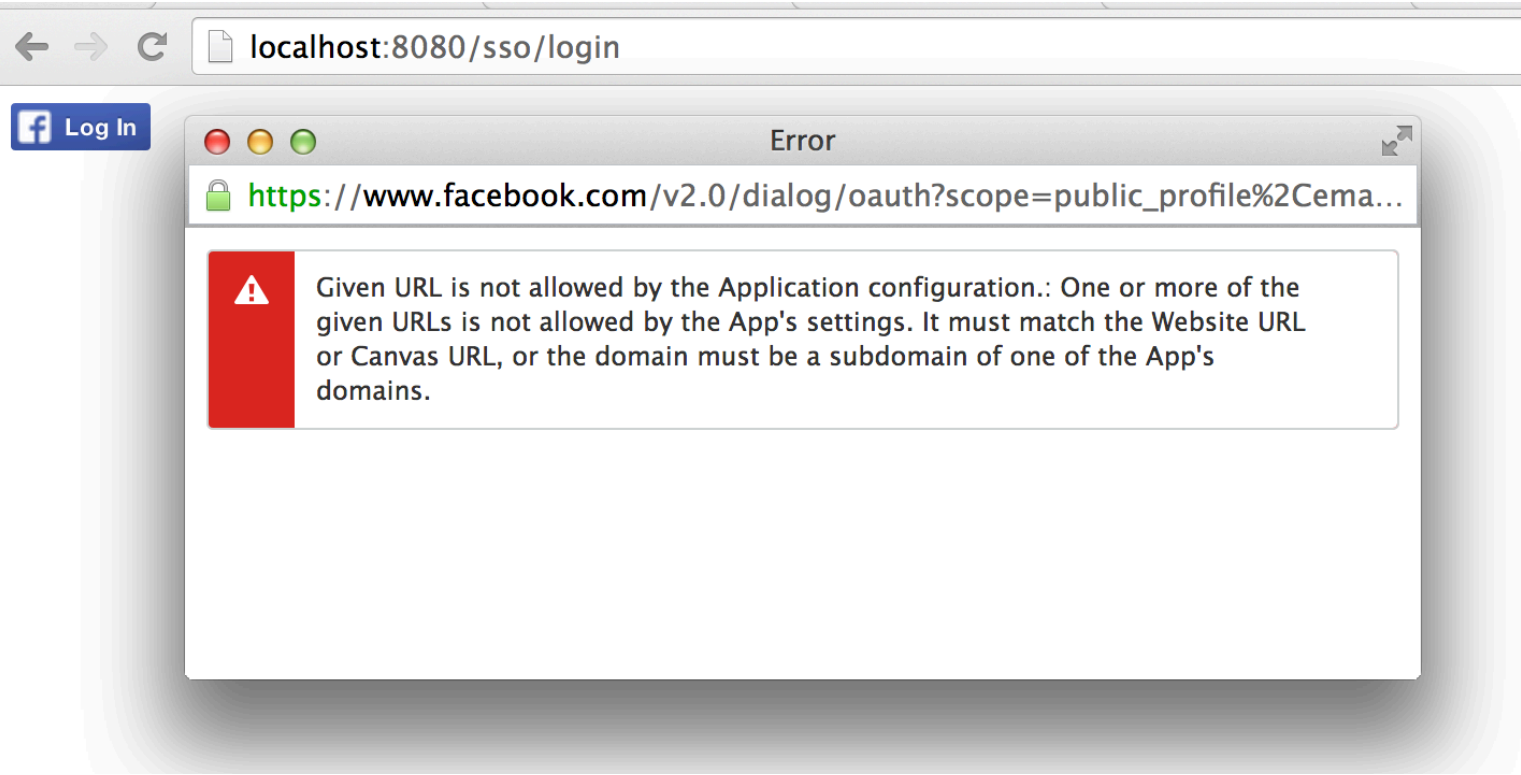 localhost:8080/sso/login
f Log In
Error
https://www.facebook.com/v2.0/dialog/oauth?scope=public_profile%2Cema...
Given URL is not allowed by the Application configuration.: One or more of the
given URLs is not allowed by the App's settings. It must match the Website URL
or Canvas URL, or the domain must be a subdomain of one of the App's
domains.